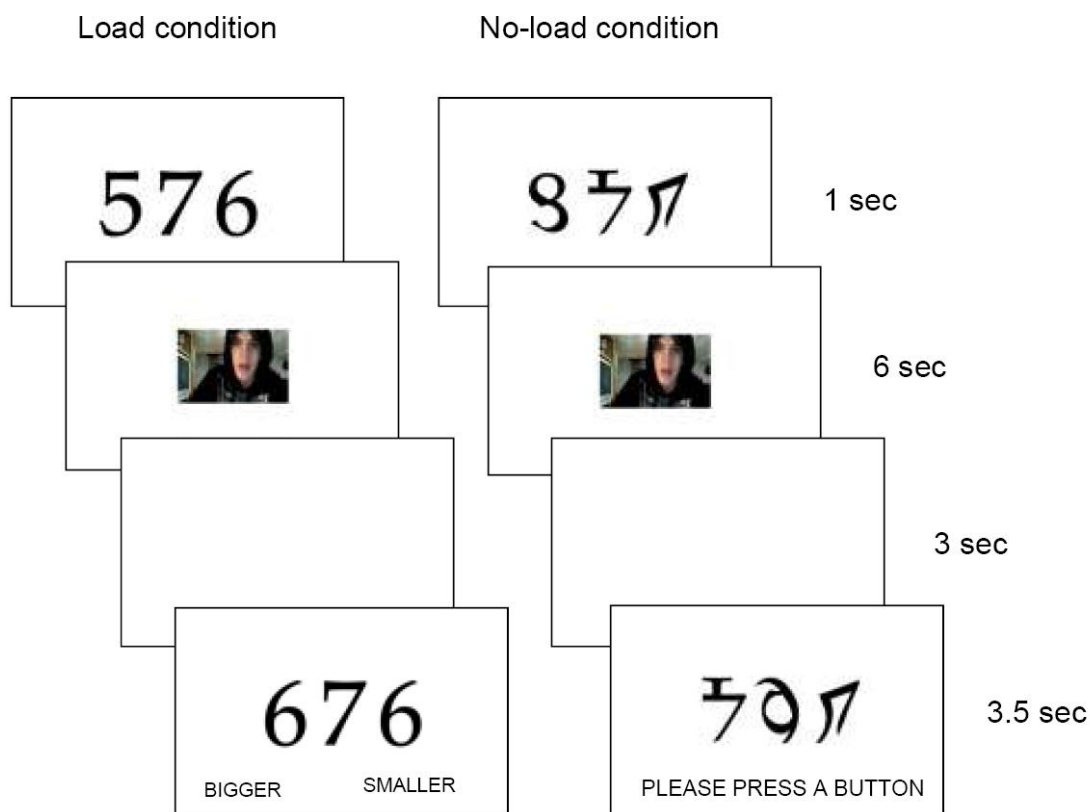 Load condition
No-load condition
576
1 sec
6 sec
3 sec
676
BIGGER
SMALLER
PLEASE PRESS A BUTTON
3.5 sec